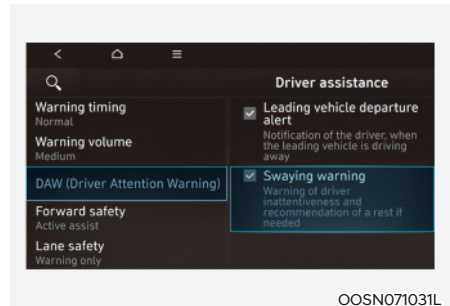 Driver assistance
Warning timing
Normal
Warning volume
Medium
DAW (Driver Attention Warning)
Forward safety
Active assist
Lane safety
Warning only
Leading vehicle departure
alert
Notification of the driver, when
the leading vehicle is driving
away
Swaying warning
Warning of driver
inattentiveness and
recommendation of a rest if
needed
OOSN071031L